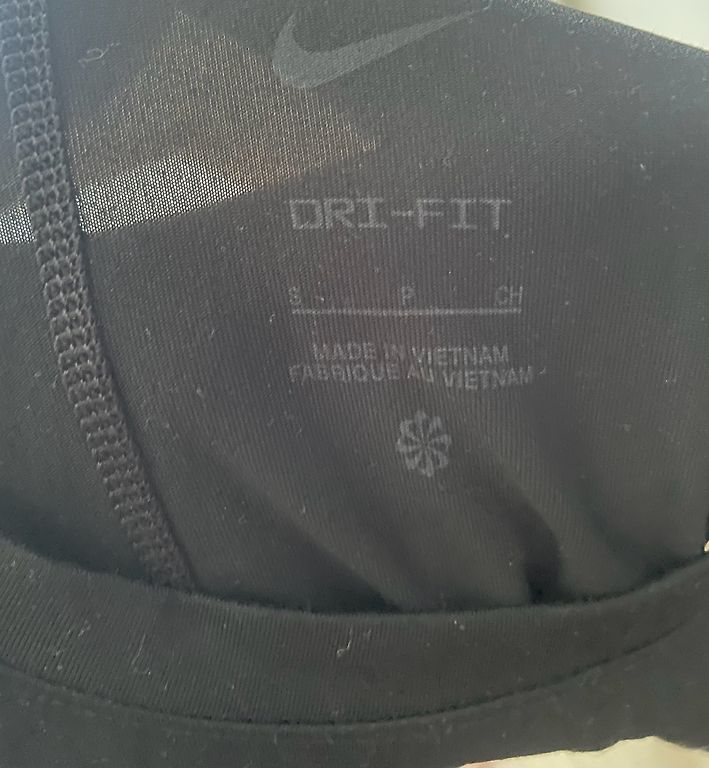 DRI-FIT
S P CH
MADE IN VIETNAM
FABRIQUE AU VIETNAM